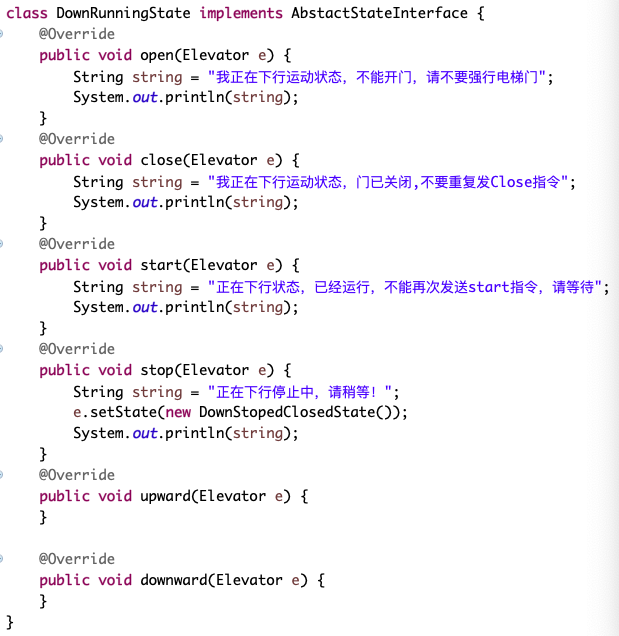 class DownRunningState implements AbstactStateInterface {
@Override
public void open(Elevator e) {
String string = "我正在下行运动状态，不能开门，请不要强行电梯门";
System.out.println(string);
}
@Override
public void close(Elevator e) {
String string = "我正在下行运动状态，门已关闭,不要重复发Close指令";
System.out.println(string);
}
@Override
public void start(Elevator e) {
String string = "正在下行状态，已经运行，不能再次发送start指令，请等待";
System.out.println(string);
}
@Override
public void stop(Elevator e) {
String string = "正在下行停止中，请稍等！";
e.setState(new DownStopedClosedState());
System.out.println(string);
}
@Override
public void upward(Elevator e) {
}
@Override
public void downward(Elevator e) {
}
}